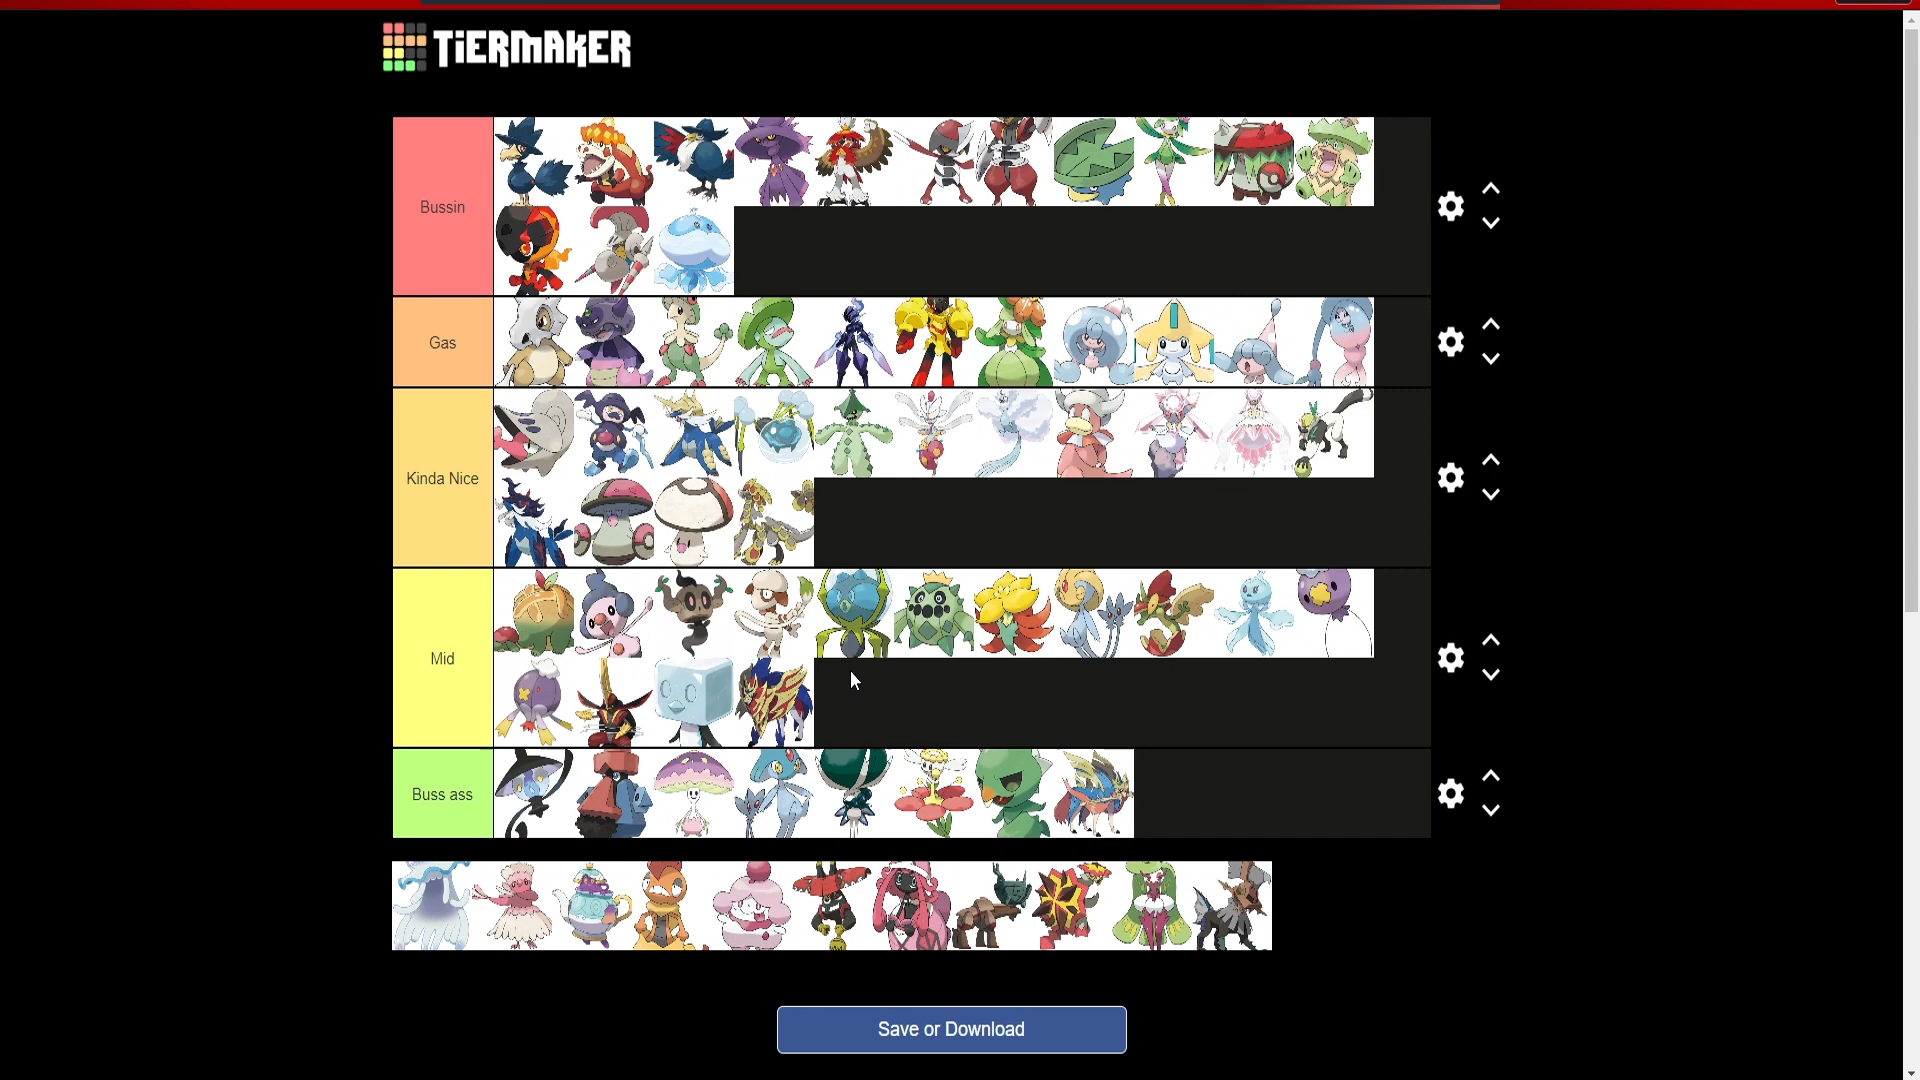 TiERMAKER
Bussin
Gas
Kinda Nice
Mid
Buss ass
Save or Download